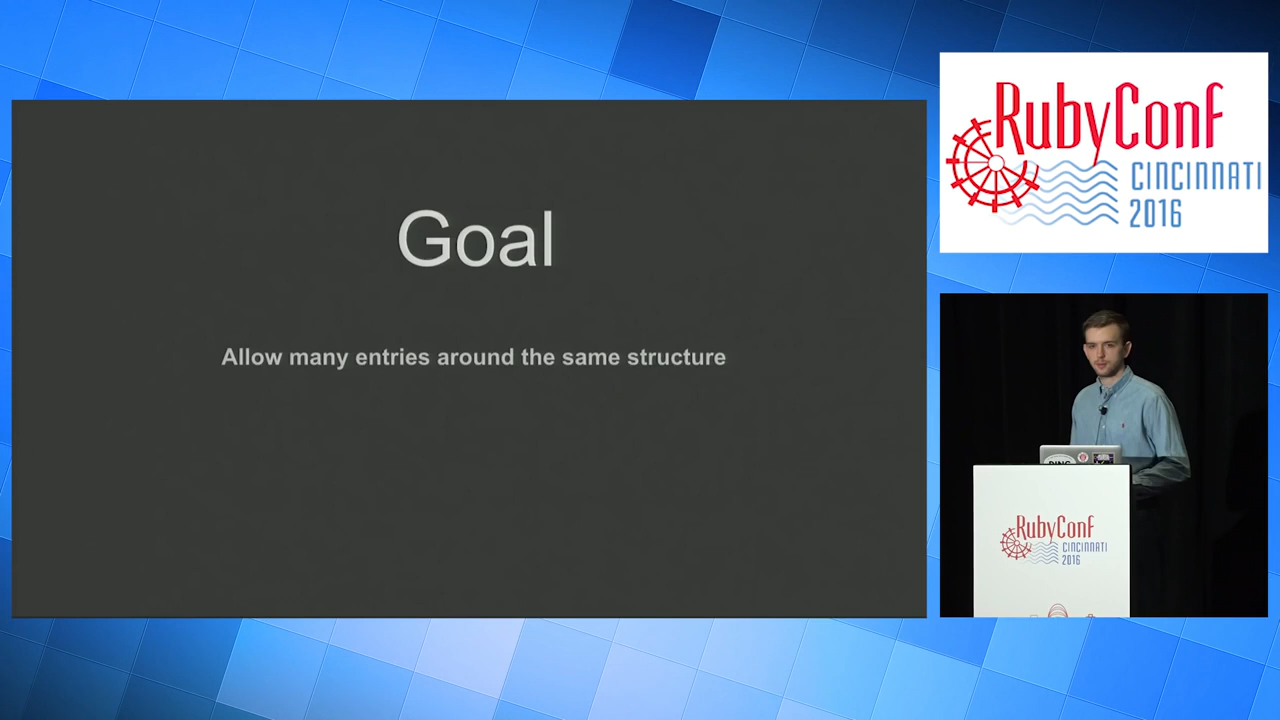 Goal
Allow many entries around the same structure
RubyConf
CINCINNATI
2016
RubyConf
CINCINNATI
2016